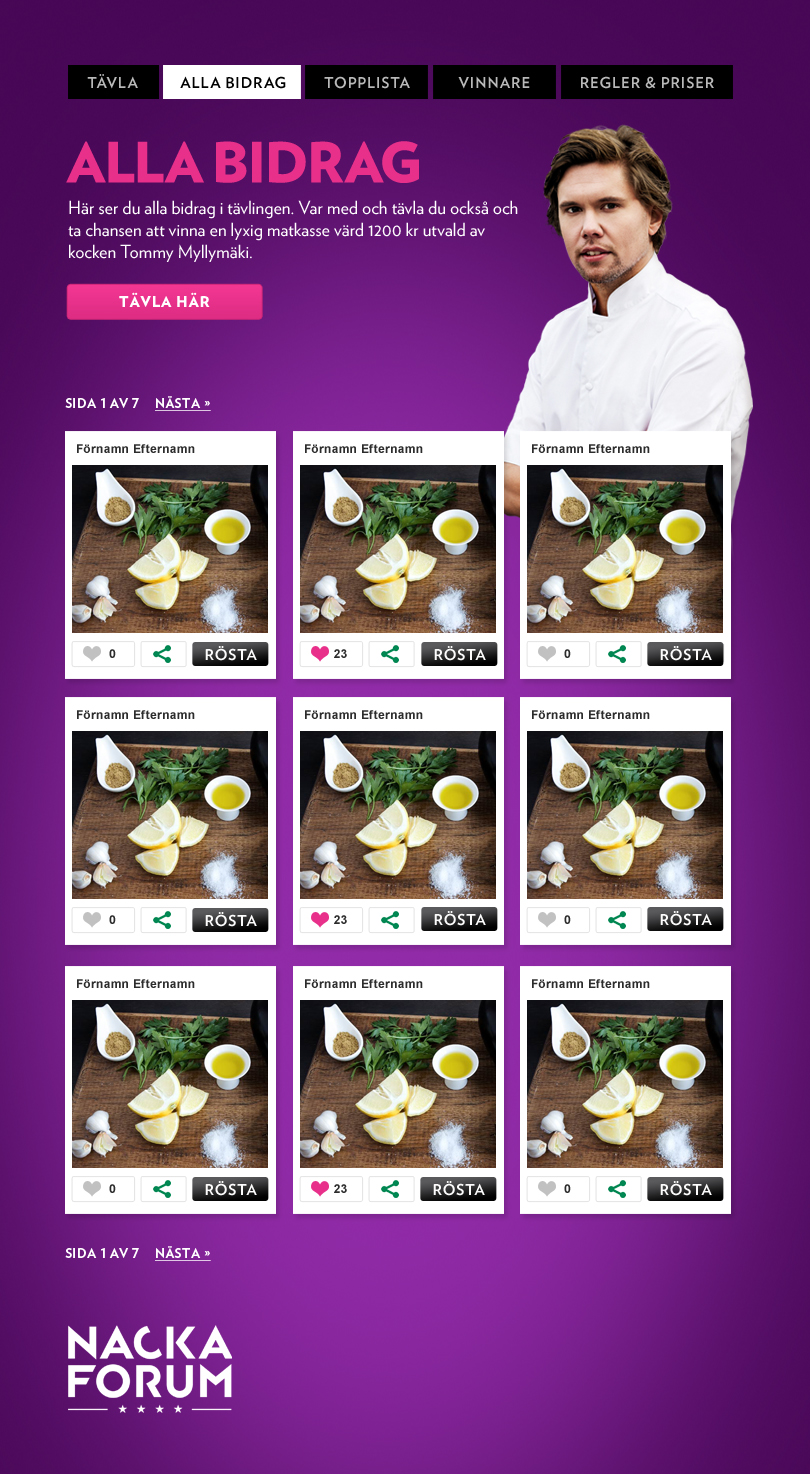 TÄVLA ALLA BIDRAG TOPPLISTA VINNARE REGLER & PRISER
ALLA BIDRAG
Här ser du alla bidrag i tävlingen. Var med och tävla du också och
ta chansen att vinna en lyxig matkasse värd 1200 kr utvald av
kocken Tommy Myllymäki.
TÄVLA HÄR
SIDA 1 AV 7 NÄSTA »
Förnamn Efternamn Förnamn Efternamn Förnamn Efternamn
0 RÖSTA 23 RÖSTA 0 RÖSTA
Förnamn Efternamn Förnamn Efternamn Förnamn Efternamn
0 RÖSTA 23 RÖSTA 0 RÖSTA
Förnamn Efternamn Förnamn Efternamn Förnamn Efternamn
0 RÖSTA 23 RÖSTA 0 RÖSTA
SIDA 1 AV 7 NÄSTA »
NACKA
FORUM